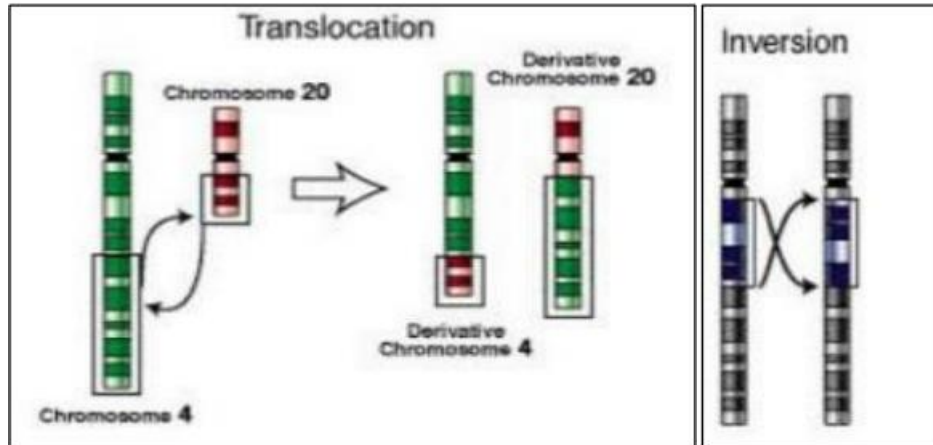 Translocation
Chromosome 20
Derivative
Chromosome 20
Derivative
Chromosome 4
Chromosome 4
Inversion